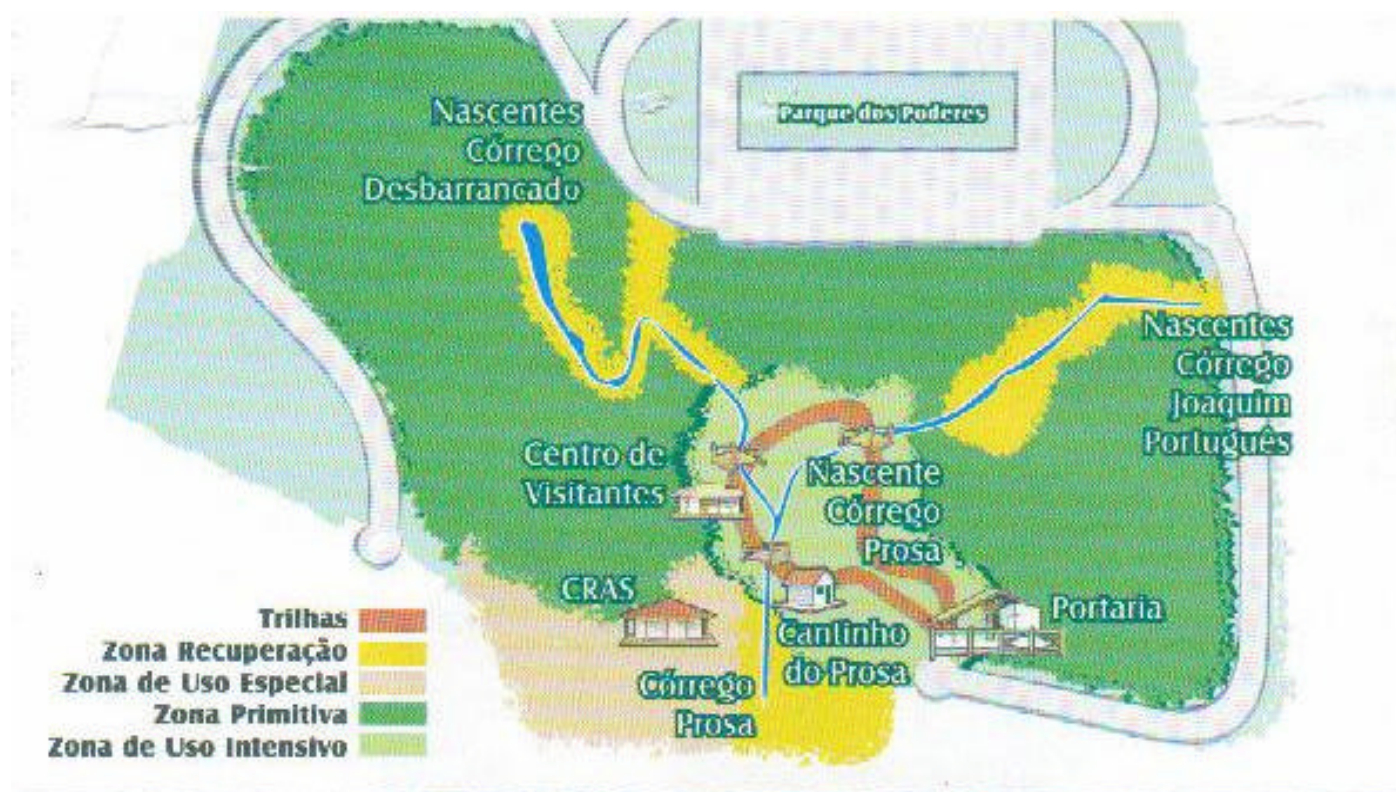 Parque dos Poderes
Nascentes
Córrego
Desbarrancado
Nascentes
Córrego
Joaquim
Português
Centro de
Visitantes
Nascente
Córrego
Prosa
CRAS
Cantinho
do Prosa
Portaria
Córrego
Prosa
Trilhas
Zona Recuperação
Zona de Uso Especial
Zona Primitiva
Zona de Uso Intensivo